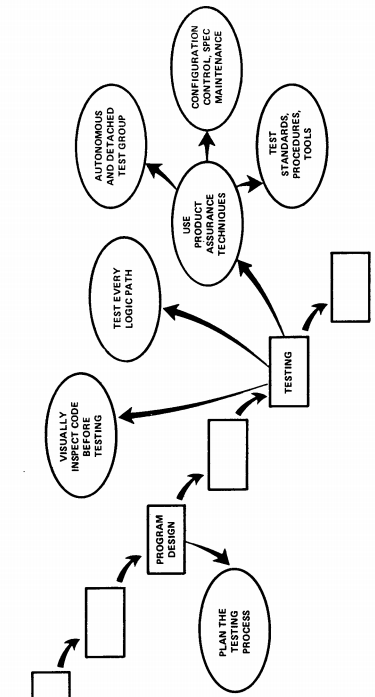 VISUALLY
INSPECT CODE
BEFORE
TESTING
TEST EVERY
LOGIC PATH
AUTONOMOUS
AND DETACHED
TEST GROUP
CONFIGURATION
CONTROL, SPEC
MAINTENANCE
USE
PRODUCT
ASSURANCE
TECHNIQUES
TEST
STANDARDS,
PROCEDURES,
TOOLS
PROGRAM
DESIGN
TESTING
PLAN THE
TESTING
PROCESS